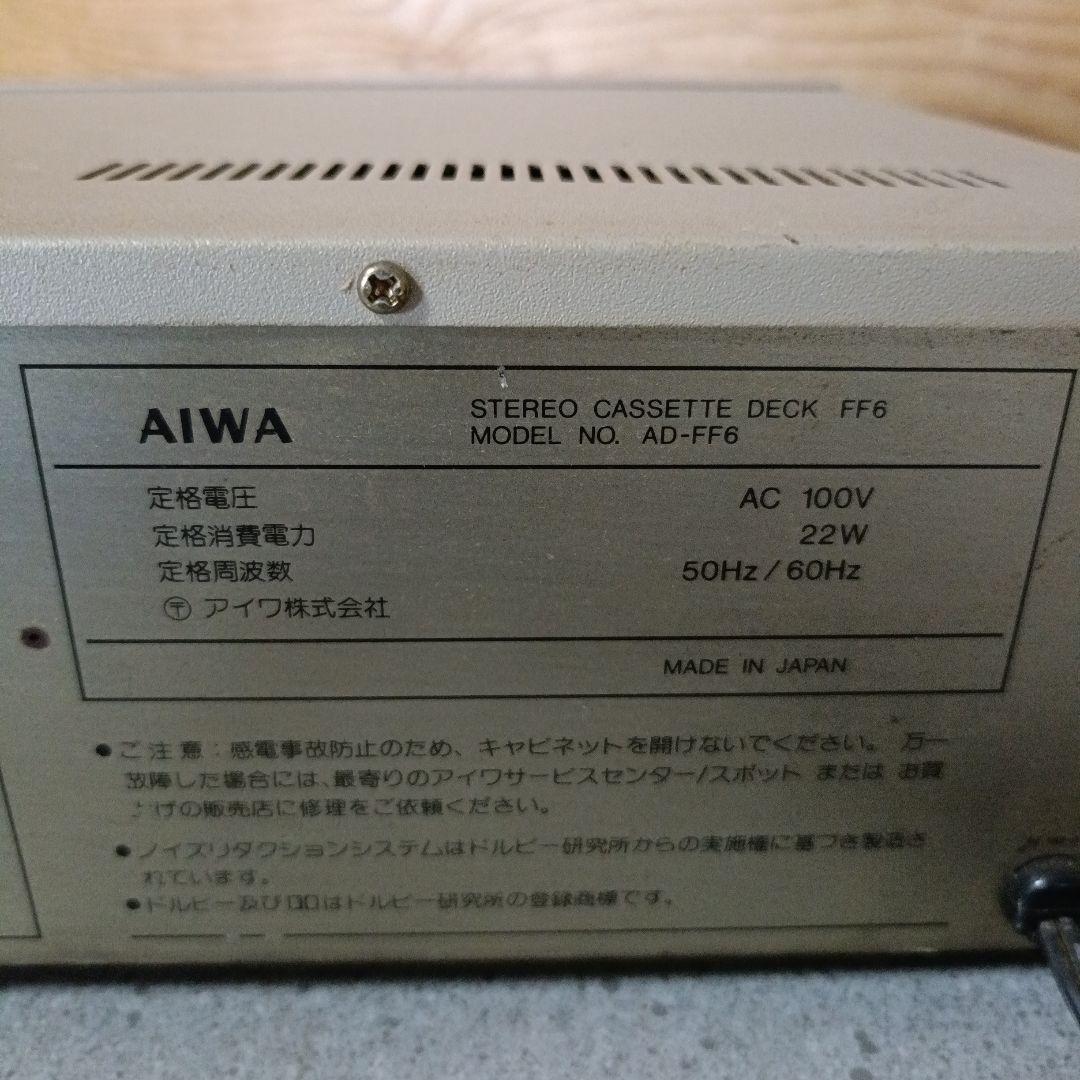 AIWA
STEREO CASSETTE DECK FF6
MODEL NO. AD-FF6
定格電圧 AC 100V
定格消費電力 22W
定格周波数 50Hz/60Hz
〶 アイワ株式会社
MADE IN JAPAN
●ご注意:感電事故防止のため、キャビネットを開けないでください。万一
故障した場合には、最寄りのアイワサービスセンター/スポット または お買
上げの販売店に修理をご依頼ください。
●ノイズリダクションシステムはドルビー研究所からの実施権に基づき製造さ
れています。
●ドルビー及び▯▯はドルビー研究所の登録商標です。